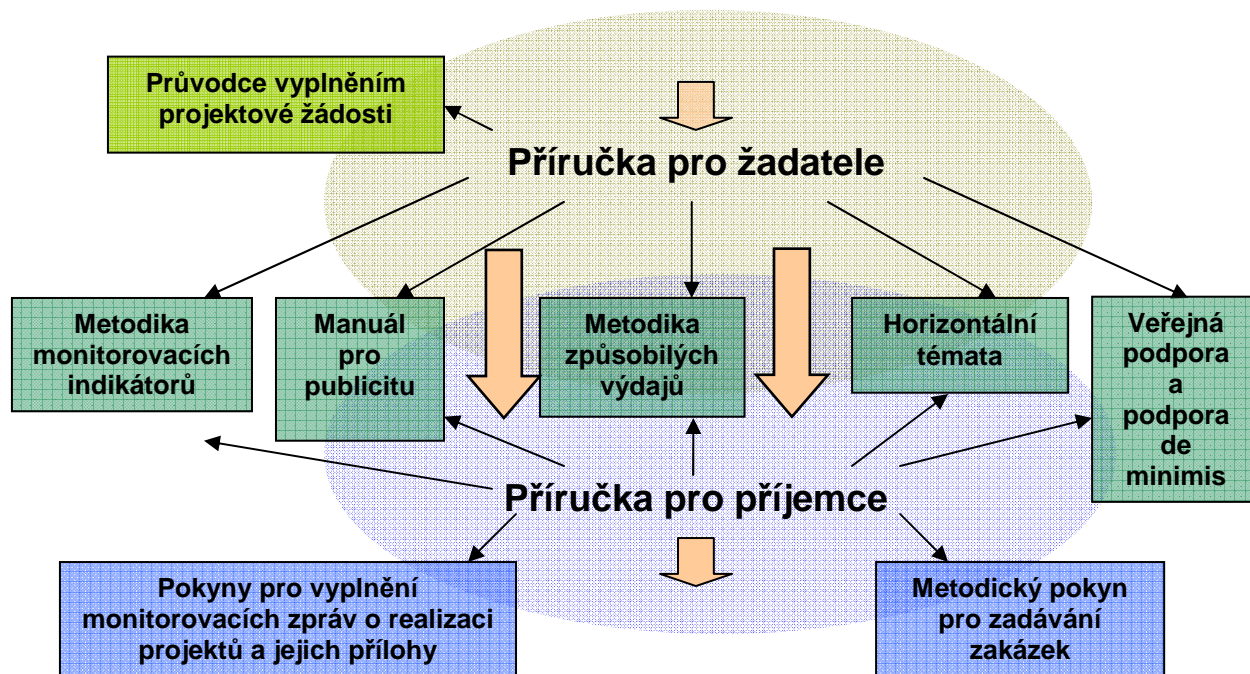 Průvodce vyplněním
projektové žádosti
Příručka pro žadatele
Metodika
monitorovacích
indikátorů
Manuál
pro
publicitu
Metodika
způsobilých
výdajů
Horizontální
témata
Veřejná
podpora
a
podpora
de
minimis
Příručka pro příjemce
Pokyny pro vyplnění
monitorovacích zpráv o realizaci
projektů a jejich přílohy
Metodický pokyn
pro zadávání
zakázek